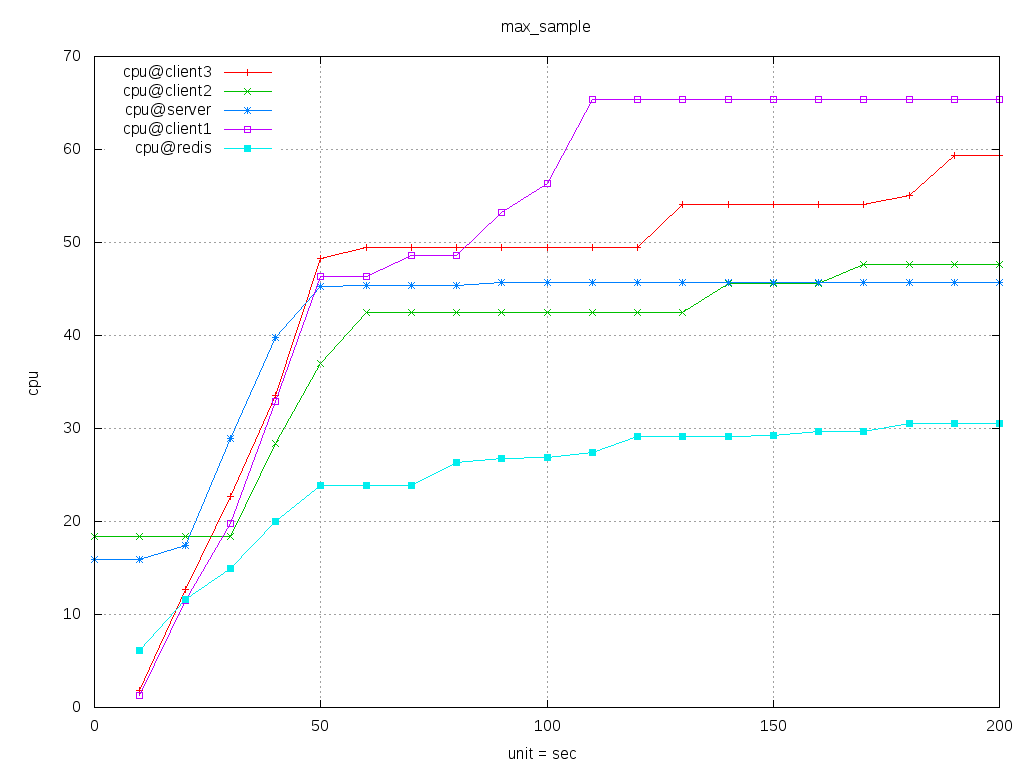 max_sample
70
60
50
40
30
20
10
0
cpu@client3
cpu@client2
cpu@server
cpu@client1
cpu@redis
cpu
0 50 100 150 200
unit = sec